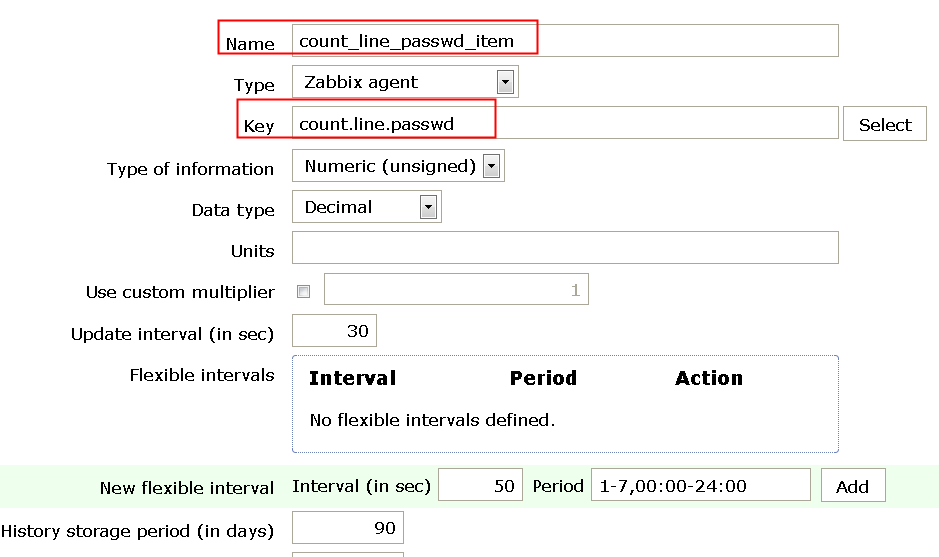 Name count_line_passwd_item
Type Zabbix agent
Key count.line.passwd Select
Type of information Numeric (unsigned)
Data type Decimal
Units
Use custom multiplier 1
Update interval (in sec) 30
Flexible intervals Interval Period Action
No flexible intervals defined.
New flexible interval Interval (in sec) 50 Period 1-7,00:00-24:00 Add
History storage period (in days) 90